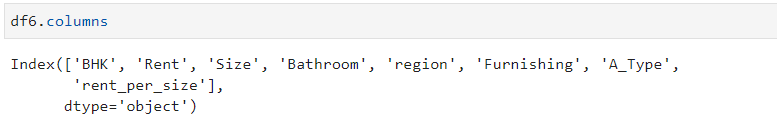 df6.columns
Index(['BHK', 'Rent', 'Size', 'Bathroom', 'region', 'Furnishing', 'A_Type',
'rent_per_size'],
dtype='object')